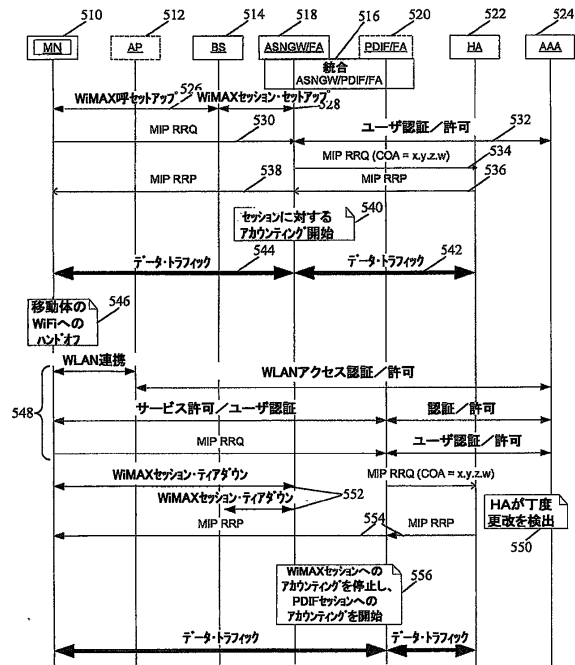 510 512 514 518 516 520 522 524
MN AP BS ASNGW/FA PDIF/FA HA AAA
統合
ASNGW/PDIF/FA
WiMAX呼セットアップ 526 WiMAXセッション・セットアップ
528
530 ユーザ認証/許可 532
MIP RRQ
MIP RRQ (COA = x.y.z.w) 534
MIP RRP 538 MIP RRP 536
セッションに対する
アカウンティング開始
540
544 542
データ・トラフィック データ・トラフィック
移動体の
WiFiへの
ハンドオフ
546
WLAN連携
WLANアクセス認証/許可
548
サービス許可/ユーザ認証 認証/許可
MIP RRQ ユーザ認証/許可
WiMAXセッション・ティアダウン MIP RRQ (COA = x.y.z.w)
552
WiMAXセッション・ティアダウン
HAが丁度
更改を検出
550
MIP RRP 554 MIP RRP
WiMAXセッションへの
アカウンティングを停止し、
PDIFセッションへの
アカウンティングを開始
556
データ・トラフィック データ・トラフィック